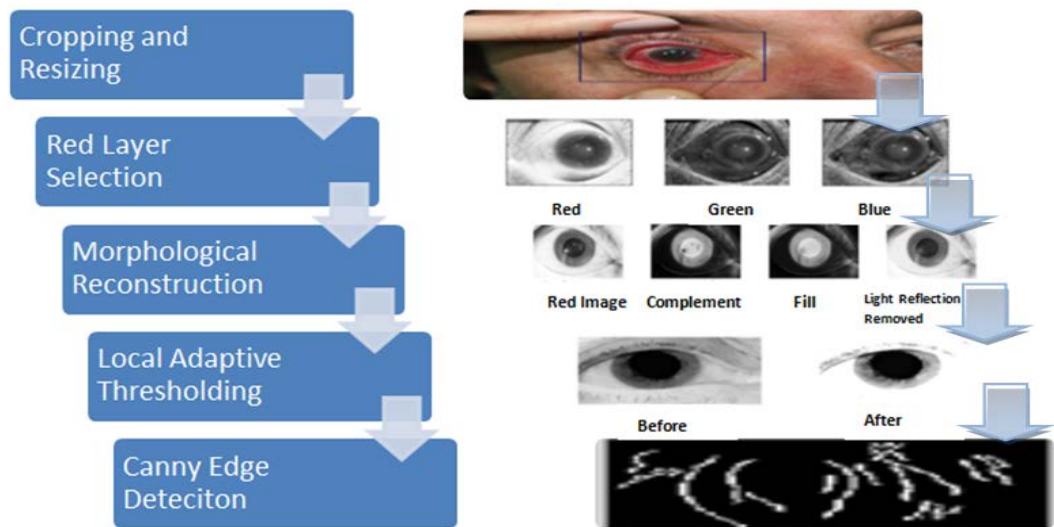 Cropping and
Resizing
Red Layer
Selection
Red
Green
Blue
Morphological
Reconstruction
Red Image
Complement
Fill
Light Reflection
Removed
Local Adaptive
Thresholding
Before
After
Canny Edge
Deteciton